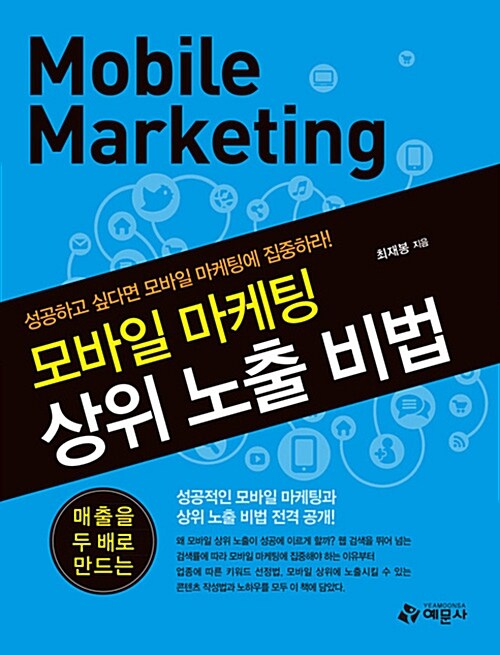 Mobile
Marketing
최재봉 지음
성공하고 싶다면 모바일 마케팅에 집중하라!
모바일 마케팅
상위 노출 비법
매출을
두 배로
만드는
성공적인 모바일 마케팅과
상위 노출 비법 전격 공개!
왜 모바일 상위 노출이 성공에 이르게 할까? 웹 검색을 뛰어 넘는
검색률에 따라 모바일 마케팅에 집중해야 하는 이유부터
업종에 따른 키워드 선정법, 모바일 상위에 노출시킬 수 있는
콘텐츠 작성법과 노하우를 모두 이 책에 담았다.
YEAMOONSA
예문사